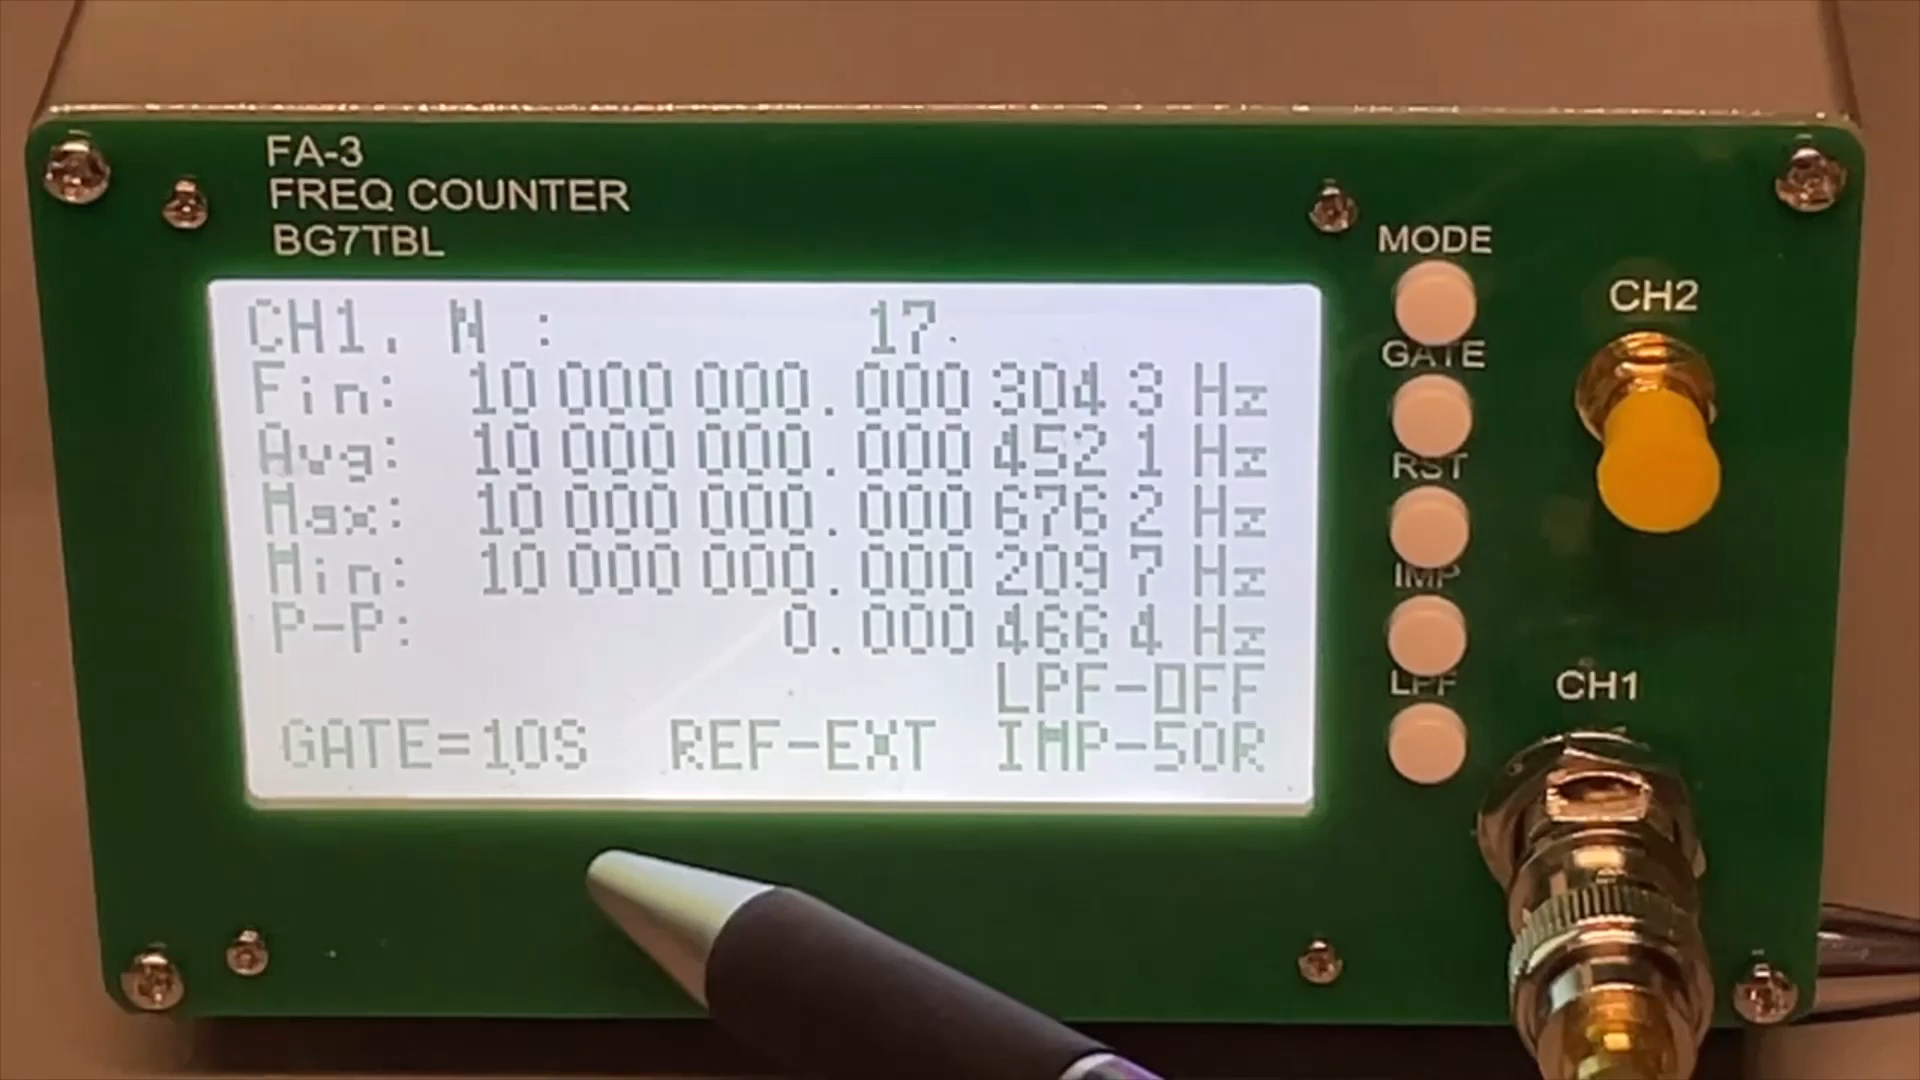 FA-3
FREQ COUNTER
BG7TBL
CH1, N : 17.
Fin: 10 000 000.000 304 3 Hz
Avg: 10 000 000.000 452 1 Hz
Max: 10 000 000.000 676 2 Hz
Min: 10 000 000.000 209 7 Hz
P-P: 0.000 466 4 Hz
LPF-OFF
GATE=10S REF-EXT IMP-50R
MODE
GATE
RST
IMP
LPF
CH2
CH1